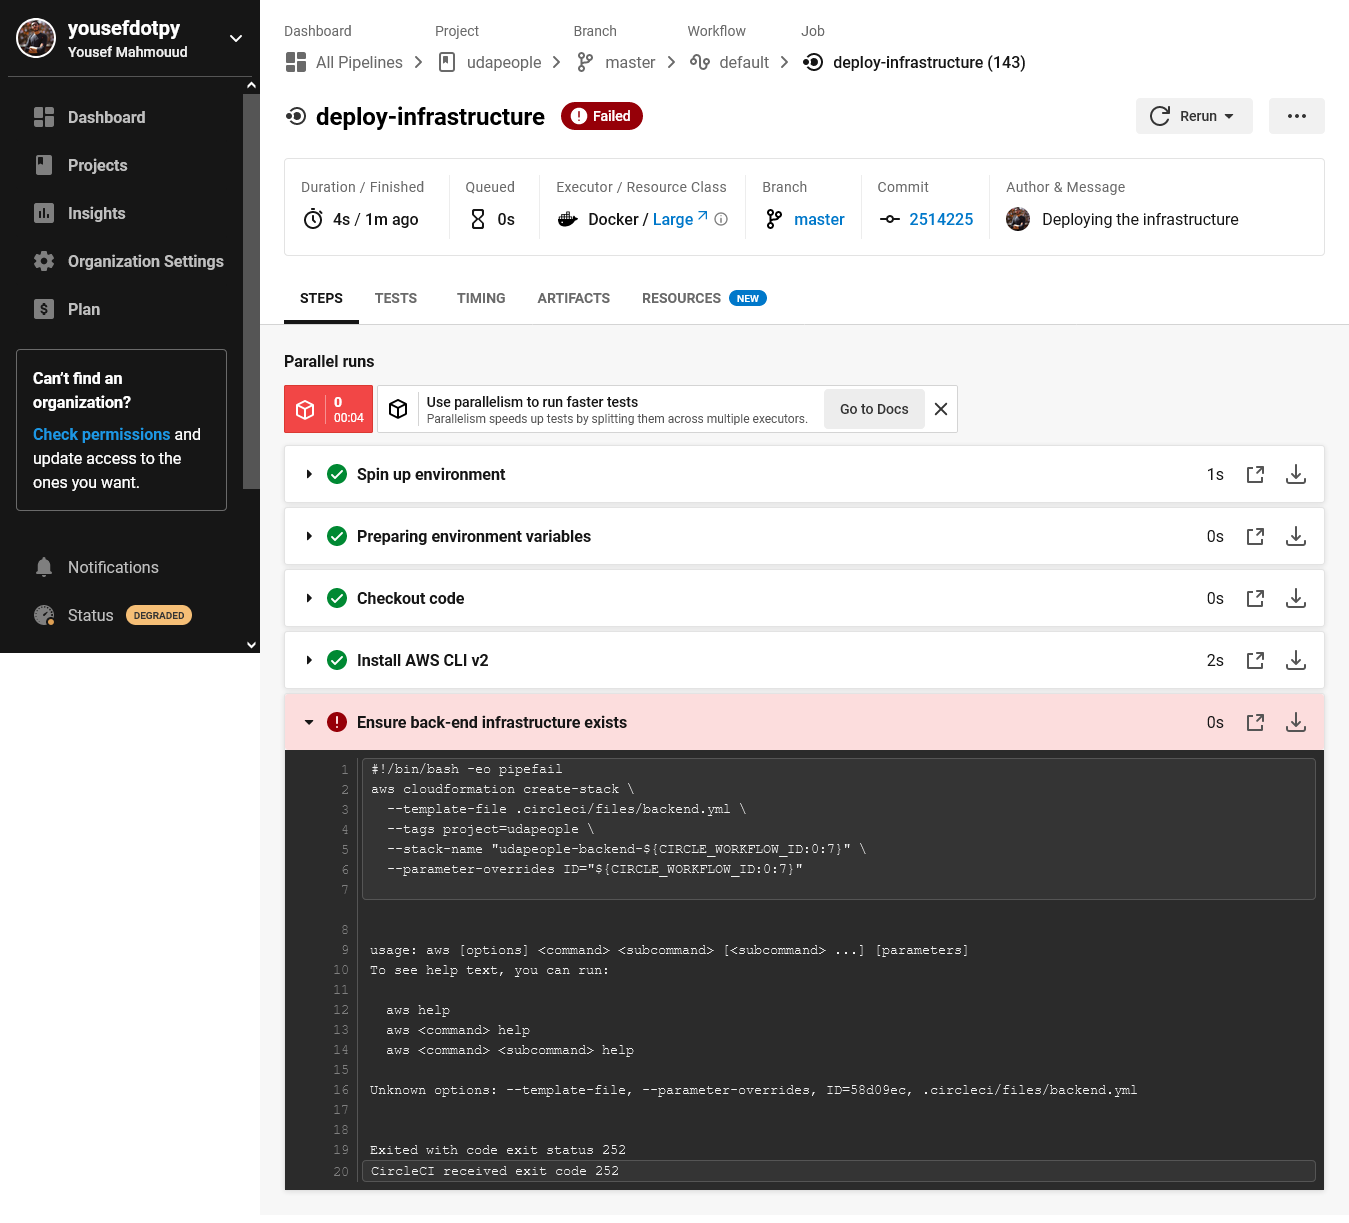 yousefdotpy
Yousef Mahmouud
Dashboard
Projects
Insights
Organization Settings
Plan
Can't find an
organization?
Check permissions and
update access to the
ones you want.
Notifications
Status DEGRADED
Dashboard Project Branch Workflow Job
All Pipelines udapeople master default deploy-infrastructure (143)
deploy-infrastructure Failed
Rerun
Duration / Finished Queued Executor / Resource Class Branch Commit Author & Message
4s / 1m ago 0s Docker / Large master 2514225 Deploying the infrastructure
STEPS TESTS TIMING ARTIFACTS RESOURCES NEW
Parallel runs
0
00:04
Use parallelism to run faster tests
Parallelism speeds up tests by splitting them across multiple executors.
Go to Docs
Spin up environment 1s
Preparing environment variables 0s
Checkout code 0s
Install AWS CLI v2 2s
Ensure back-end infrastructure exists 0s
1 #!/bin/bash -eo pipefail
2 aws cloudformation create-stack \
3 --template-file .circleci/files/backend.yml \
4 --tags project=udapeople \
5 --stack-name "udapeople-backend-${CIRCLE_WORKFLOW_ID:0:7}" \
6 --parameter-overrides ID="${CIRCLE_WORKFLOW_ID:0:7}"
7
8
9 usage: aws [options] <command> <subcommand> [<subcommand> ...] [parameters]
10 To see help text, you can run:
11
12 aws help
13 aws <command> help
14 aws <command> <subcommand> help
15
16 Unknown options: --template-file, --parameter-overrides, ID=58d09ec, .circleci/files/backend.yml
17
18
19 Exited with code exit status 252
20 CircleCI received exit code 252